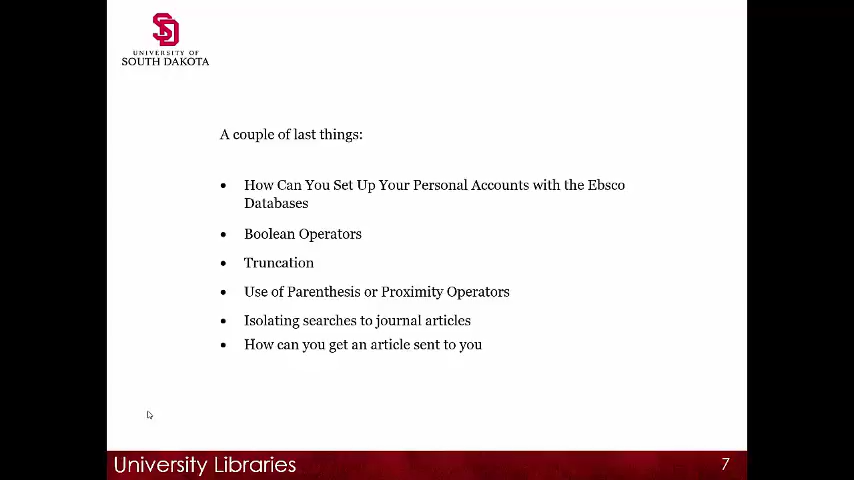 SD
UNIVERSITY OF
SOUTH DAKOTA
A couple of last things:
• How Can You Set Up Your Personal Accounts with the Ebsco
Databases
• Boolean Operators
• Truncation
• Use of Parenthesis or Proximity Operators
• Isolating searches to journal articles
• How can you get an article sent to you
University Libraries
7